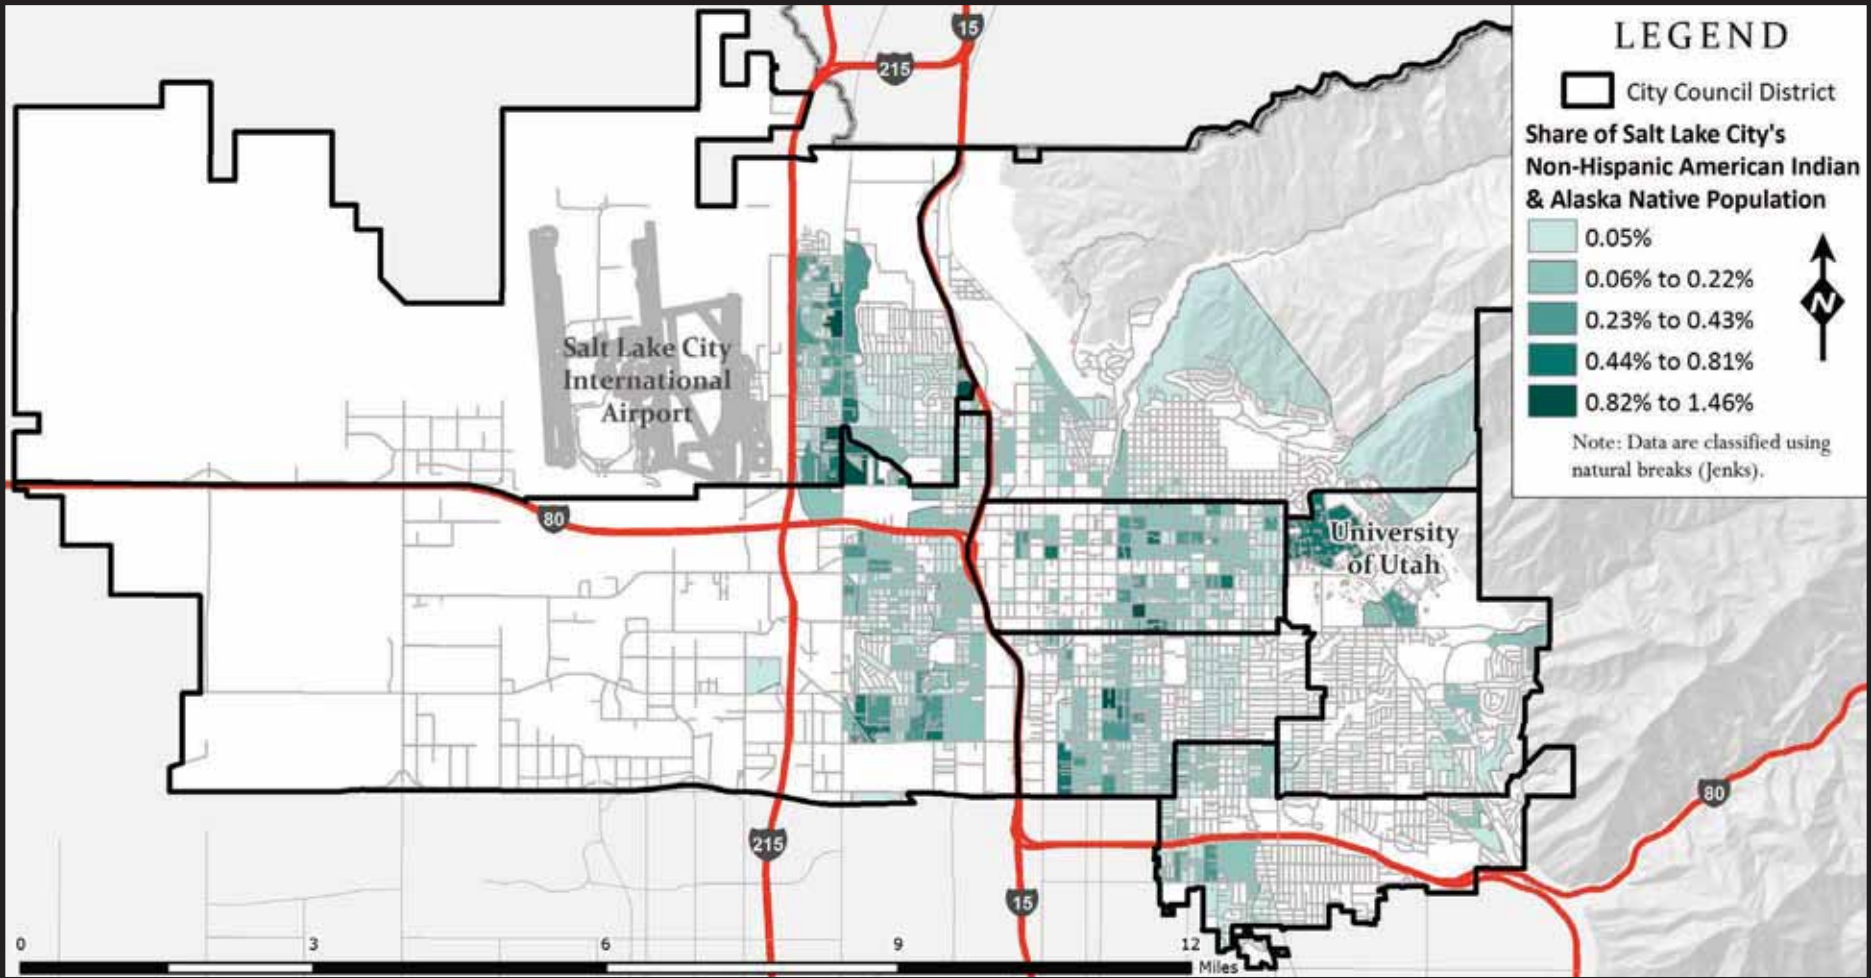 LEGEND
City Council District
Share of Salt Lake City's
Non-Hispanic American Indian
& Alaska Native Population
0.05%
0.06% to 0.22%
0.23% to 0.43%
0.44% to 0.81%
0.82% to 1.46%
N
Note: Data are classified using
natural breaks (Jenks).
15
215
Salt Lake City
International
Airport
80
University
of Utah
80
215
15
0 3 6 9 12
Miles